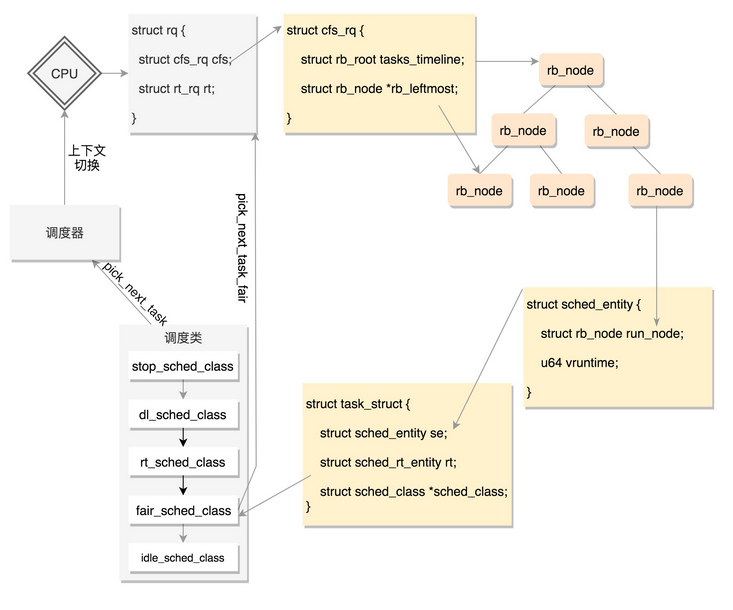 CPU
struct rq {
struct cfs_rq cfs;
struct rt_rq rt;
}
struct cfs_rq {
struct rb_root tasks_timeline;
struct rb_node *rb_leftmost;
}
rb_node
rb_node
rb_node
rb_node
rb_node
rb_node
上下文
切换
调度器
pick_next_task
pick_next_task_fair
调度类
stop_sched_class
dl_sched_class
rt_sched_class
fair_sched_class
idle_sched_class
struct task_struct {
struct sched_entity se;
struct sched_rt_entity rt;
struct sched_class *sched_class;
}
struct sched_entity {
struct rb_node run_node;
u64 vruntime;
}